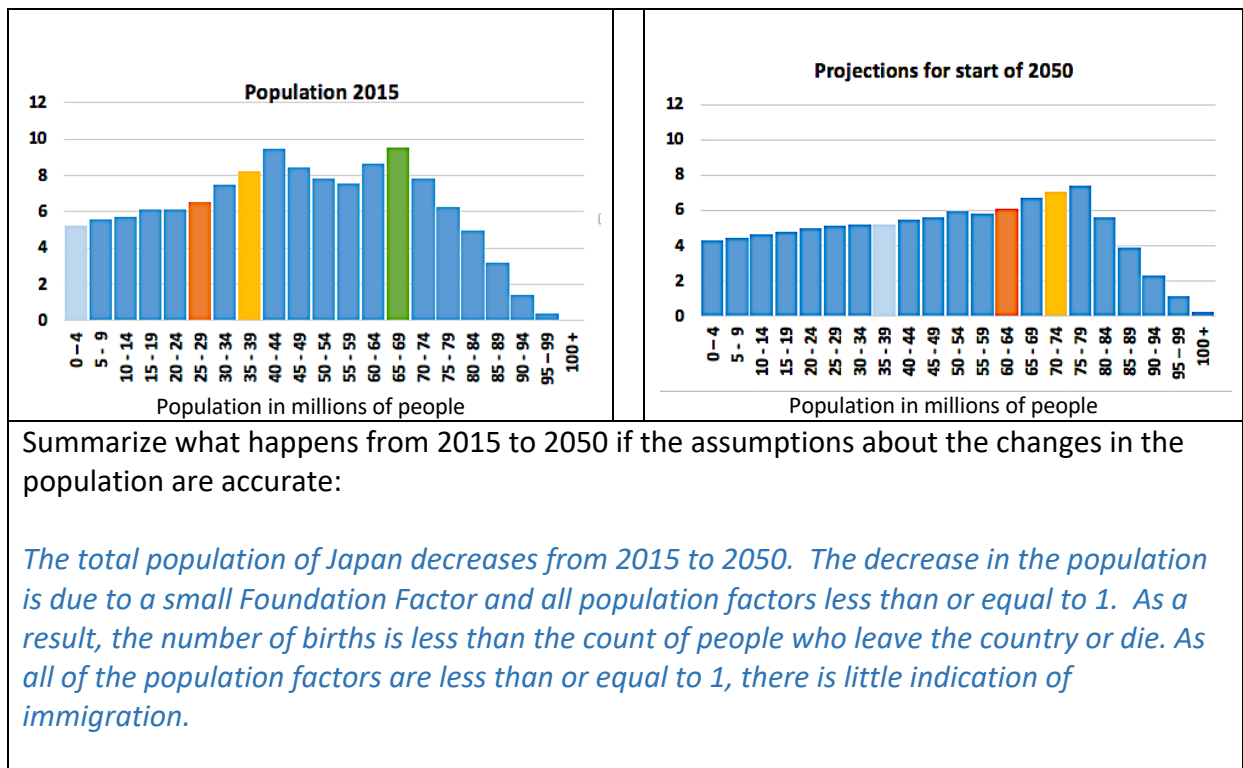 Population 2015
12
10
8
6
4
2
0
0 – 4
5 - 9
10 - 14
15 - 19
20 - 24
25 - 29
30 - 34
35 - 39
40 - 44
45 - 49
50 - 54
55 - 59
60 - 64
65 - 69
70 - 74
75 - 79
80 - 84
85 - 89
90 - 94
95 – 99
100 +
Population in millions of people
Projections for start of 2050
12
10
8
6
4
2
0
0 – 4
5 - 9
10 - 14
15 - 19
20 - 24
25 - 29
30 - 34
35 - 39
40 - 44
45 - 49
50 - 54
55 - 59
60 - 64
65 - 69
70 - 74
75 - 79
80 - 84
85 - 89
90 - 94
95 – 99
100 +
Population in millions of people
Summarize what happens from 2015 to 2050 if the assumptions about the changes in the
population are accurate:
The total population of Japan decreases from 2015 to 2050.  The decrease in the population
is due to a small Foundation Factor and all population factors less than or equal to 1.  As a
result, the number of births is less than the count of people who leave the country or die. As
all of the population factors are less than or equal to 1, there is little indication of
immigration.